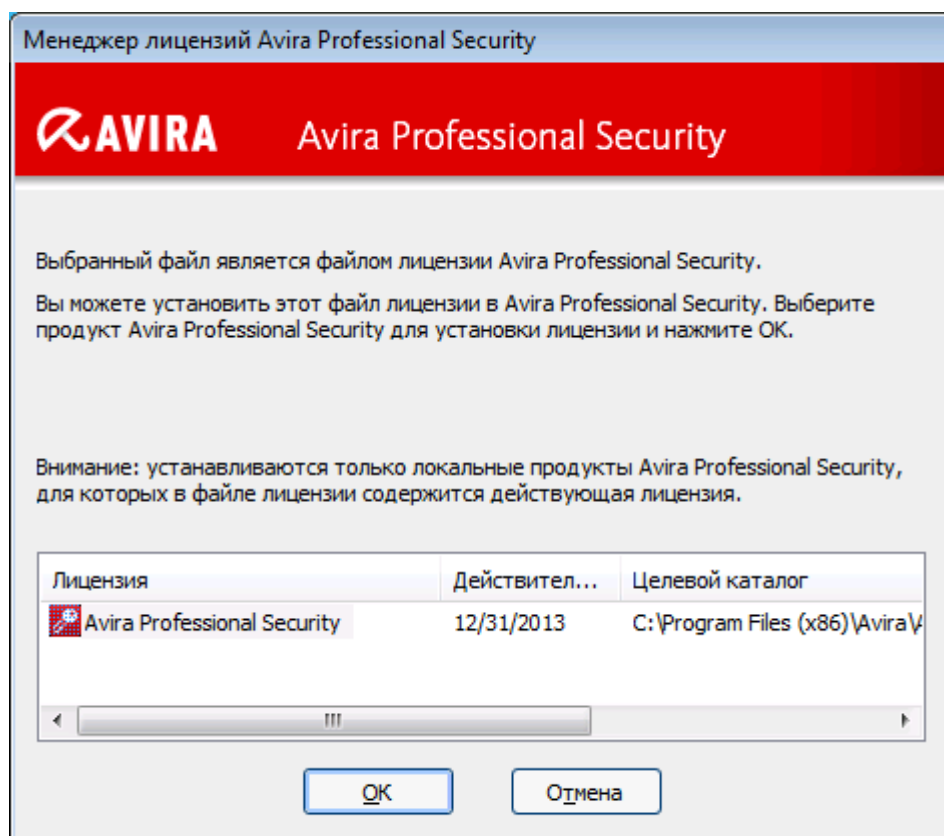 Менеджер лицензий Avira Professional Security
AVIRA Avira Professional Security
Выбранный файл является файлом лицензии Avira Professional Security.
Вы можете установить этот файл лицензии в Avira Professional Security. Выберите
продукт Avira Professional Security для установки лицензии и нажмите OK.
Внимание: устанавливаются только локальные продукты Avira Professional Security,
для которых в файле лицензии содержится действующая лицензия.
Лицензия Действител... Целевой каталог
Avira Professional Security 12/31/2013 C:\Program Files (x86)\Avira\A
OK Отмена